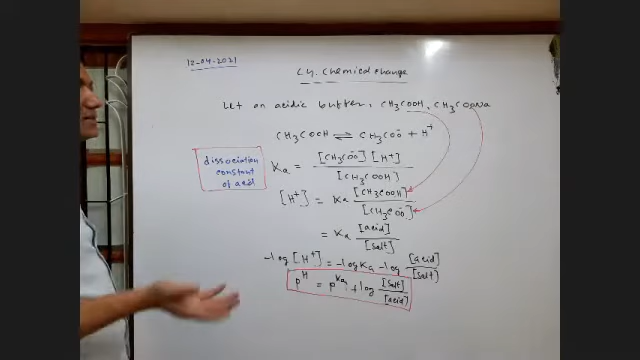 12-04-2021
C4. Chemical change
Let an acidic buffer, CH₃COOH, CH₃COONa
CH₃COOH ⇌ CH₃COO⁻ + H⁺
dissociation
constant
of acid
Kₐ = [CH₃COO⁻] [H⁺] / [CH₃COOH]
[H⁺] = Kₐ [CH₃COOH] / [CH₃COO⁻]
= Kₐ [acid] / [salt]
-log [H⁺] = -log Kₐ - log [acid] / [salt]
pᴴ = pᴷᵃ + log [salt] / [acid]